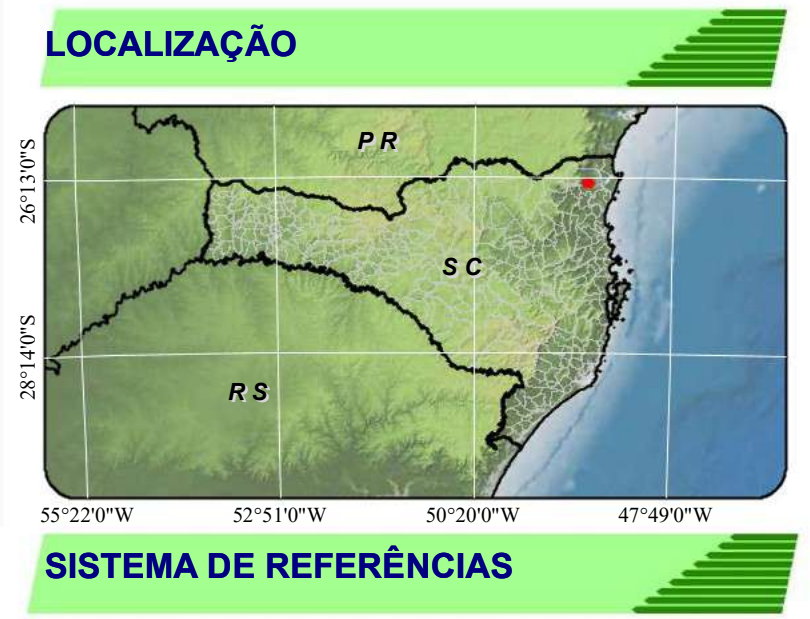 LOCALIZAÇÃO
P R
26°13'0"S
S C
28°14'0"S
R S
55°22'0"W 52°51'0"W 50°20'0"W 47°49'0"W
SISTEMA DE REFERÊNCIAS